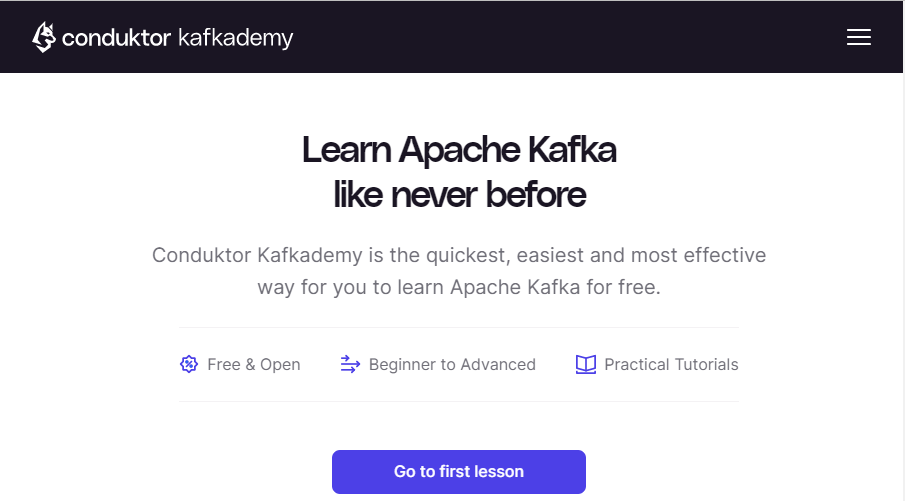 conduktor kafkademy
Learn Apache Kafka
like never before
Conduktor Kafkademy is the quickest, easiest and most effective
way for you to learn Apache Kafka for free.
Free & Open
Beginner to Advanced
Practical Tutorials
Go to first lesson